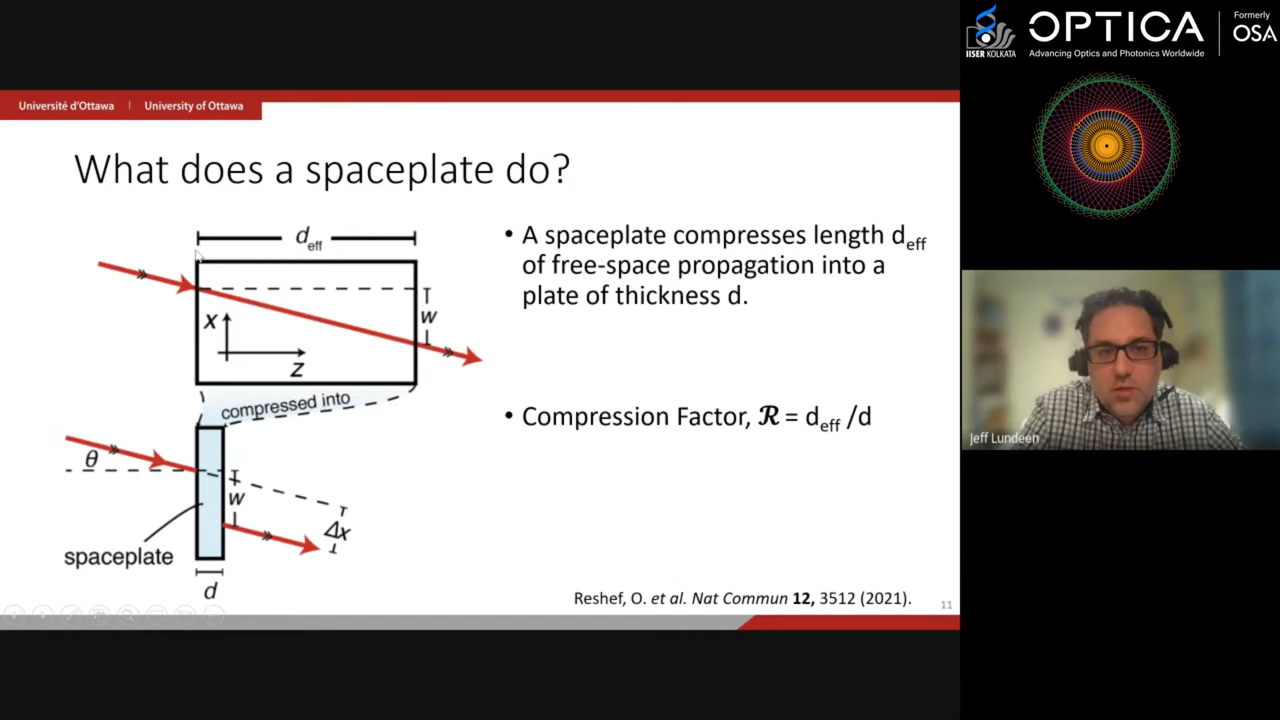 Université d'Ottawa | University of Ottawa
What does a spaceplate do?
d_eff
x
w
z
compressed into
θ
w
Δx
spaceplate
d
• A spaceplate compresses length d_eff
of free-space propagation into a
plate of thickness d.
• Compression Factor, ℛ = d_eff /d
Reshef, O. et al. Nat Commun 12, 3512 (2021).
11
IISER KOLKATA
OPTICA
Advancing Optics and Photonics Worldwide
Formerly
OSA
Jeff Lundeen